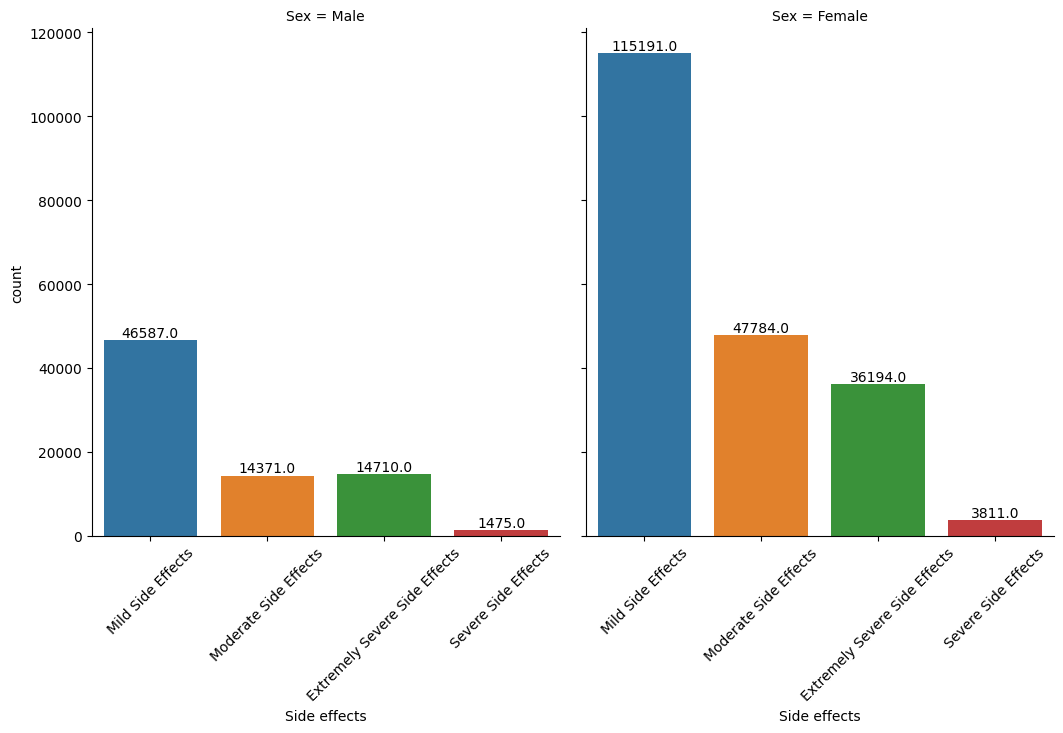 Sex = Male
Sex = Female
count
120000
100000
80000
60000
40000
20000
0
46587.0
14371.0
14710.0
1475.0
115191.0
47784.0
36194.0
3811.0
Mild Side Effects
Moderate Side Effects
Extremely Severe Side Effects
Severe Side Effects
Side effects
Mild Side Effects
Moderate Side Effects
Extremely Severe Side Effects
Severe Side Effects
Side effects